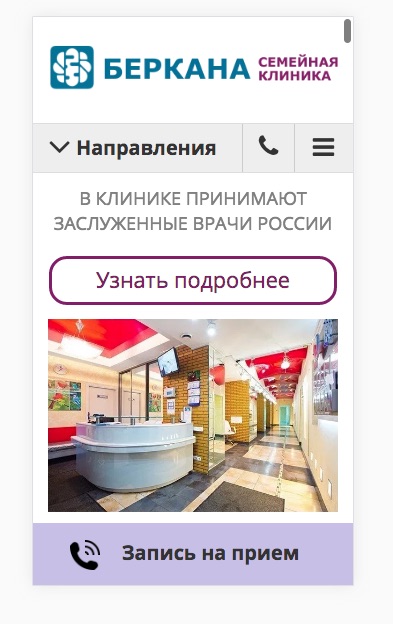 БЕРКАНА СЕМЕЙНАЯ
КЛИНИКА
Направления
В КЛИНИКЕ ПРИНИМАЮТ
ЗАСЛУЖЕННЫЕ ВРАЧИ РОССИИ
Узнать подробнее
Запись на прием